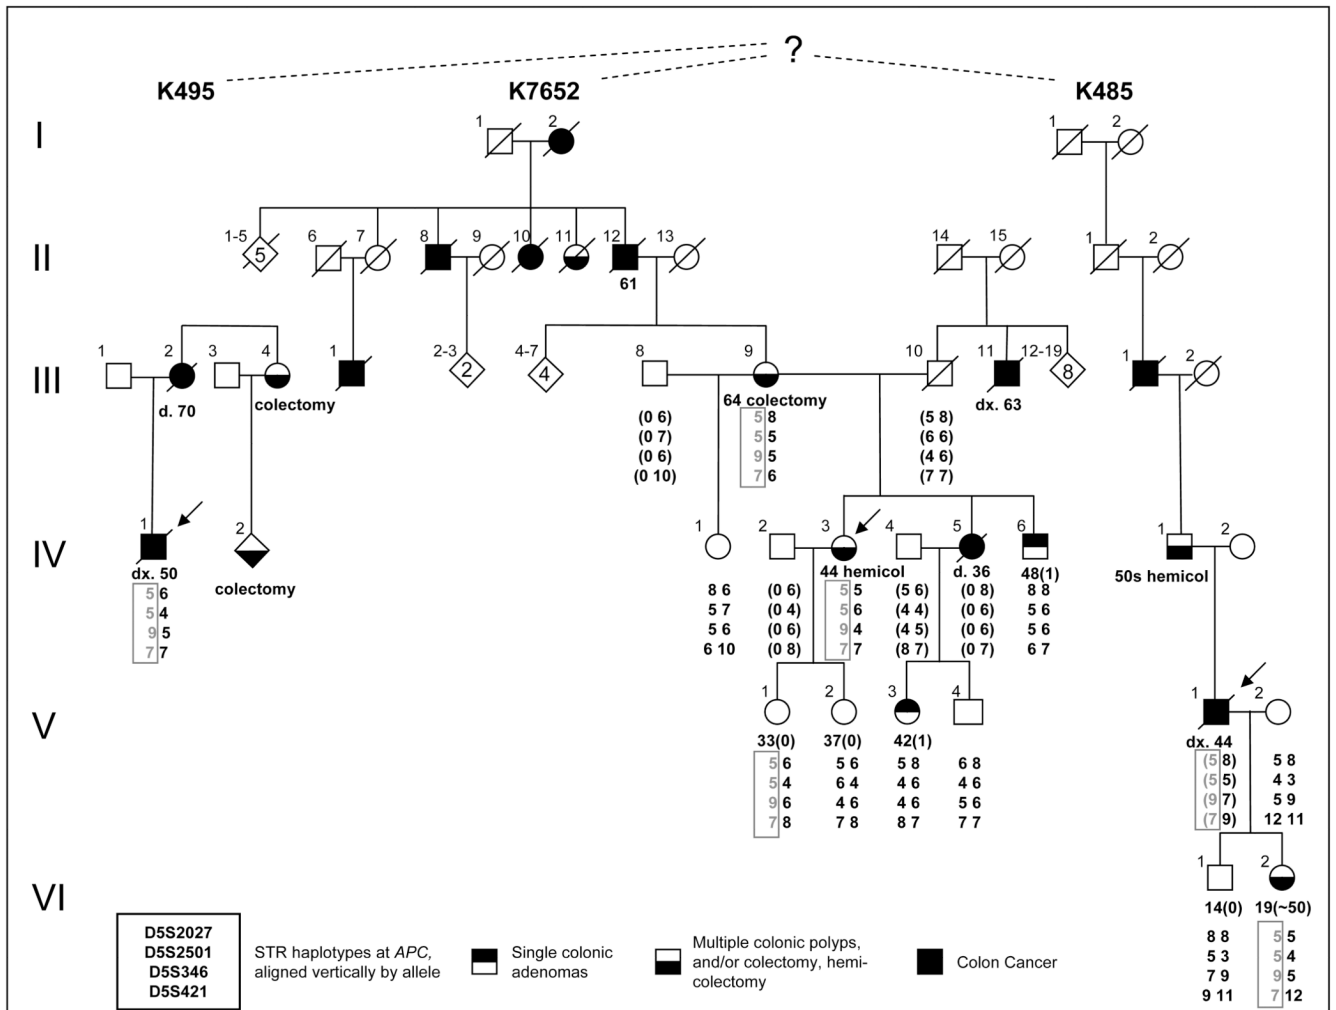 ?
K495 K7652 K485
I
1 2 1 2
II
1-5 6 7 8 9 10 11 12 13 14 15 1 2
5
61
III
1 2 3 4 1 2-3 4-7 8 9 10 11 12-19 1 2
2 4 8
d. 70 colectomy 64 colectomy dx. 63
(0 6) 5 8 (5 8)
(0 7) 5 5 (6 6)
(0 6) 9 5 (4 6)
(0 10) 7 6 (7 7)
IV
1 2 1 2 3 4 5 6 1 2
dx. 50 colectomy 44 hemicol d. 36 48(1) 50s hemicol
5 6 8 6 (0 6) 5 5 (5 6) (0 8) 8 8
5 4 5 7 (0 4) 5 6 (4 4) (0 6) 5 6
9 5 5 6 (0 6) 9 4 (4 5) (0 6) 5 6
7 7 6 10 (0 8) 7 7 (8 7) (0 7) 6 7
V
1 2 3 4 1 2
33(0) 37(0) 42(1) dx. 44
5 6 5 6 5 8 6 8 (5 8) 5 8
5 4 6 4 4 6 4 6 (5 5) 4 3
9 6 4 6 4 6 5 6 (9 7) 5 9
7 8 7 8 8 7 7 7 (7 9) 12 11
VI
1 2
14(0) 19(~50)
8 8 5 5
5 3 5 4
7 9 9 5
9 11 7 12
D5S2027
D5S2501
D5S346
D5S421
STR haplotypes at APC,
aligned vertically by allele
Single colonic
adenomas
Multiple colonic polyps,
and/or colectomy, hemi-
colectomy
Colon Cancer